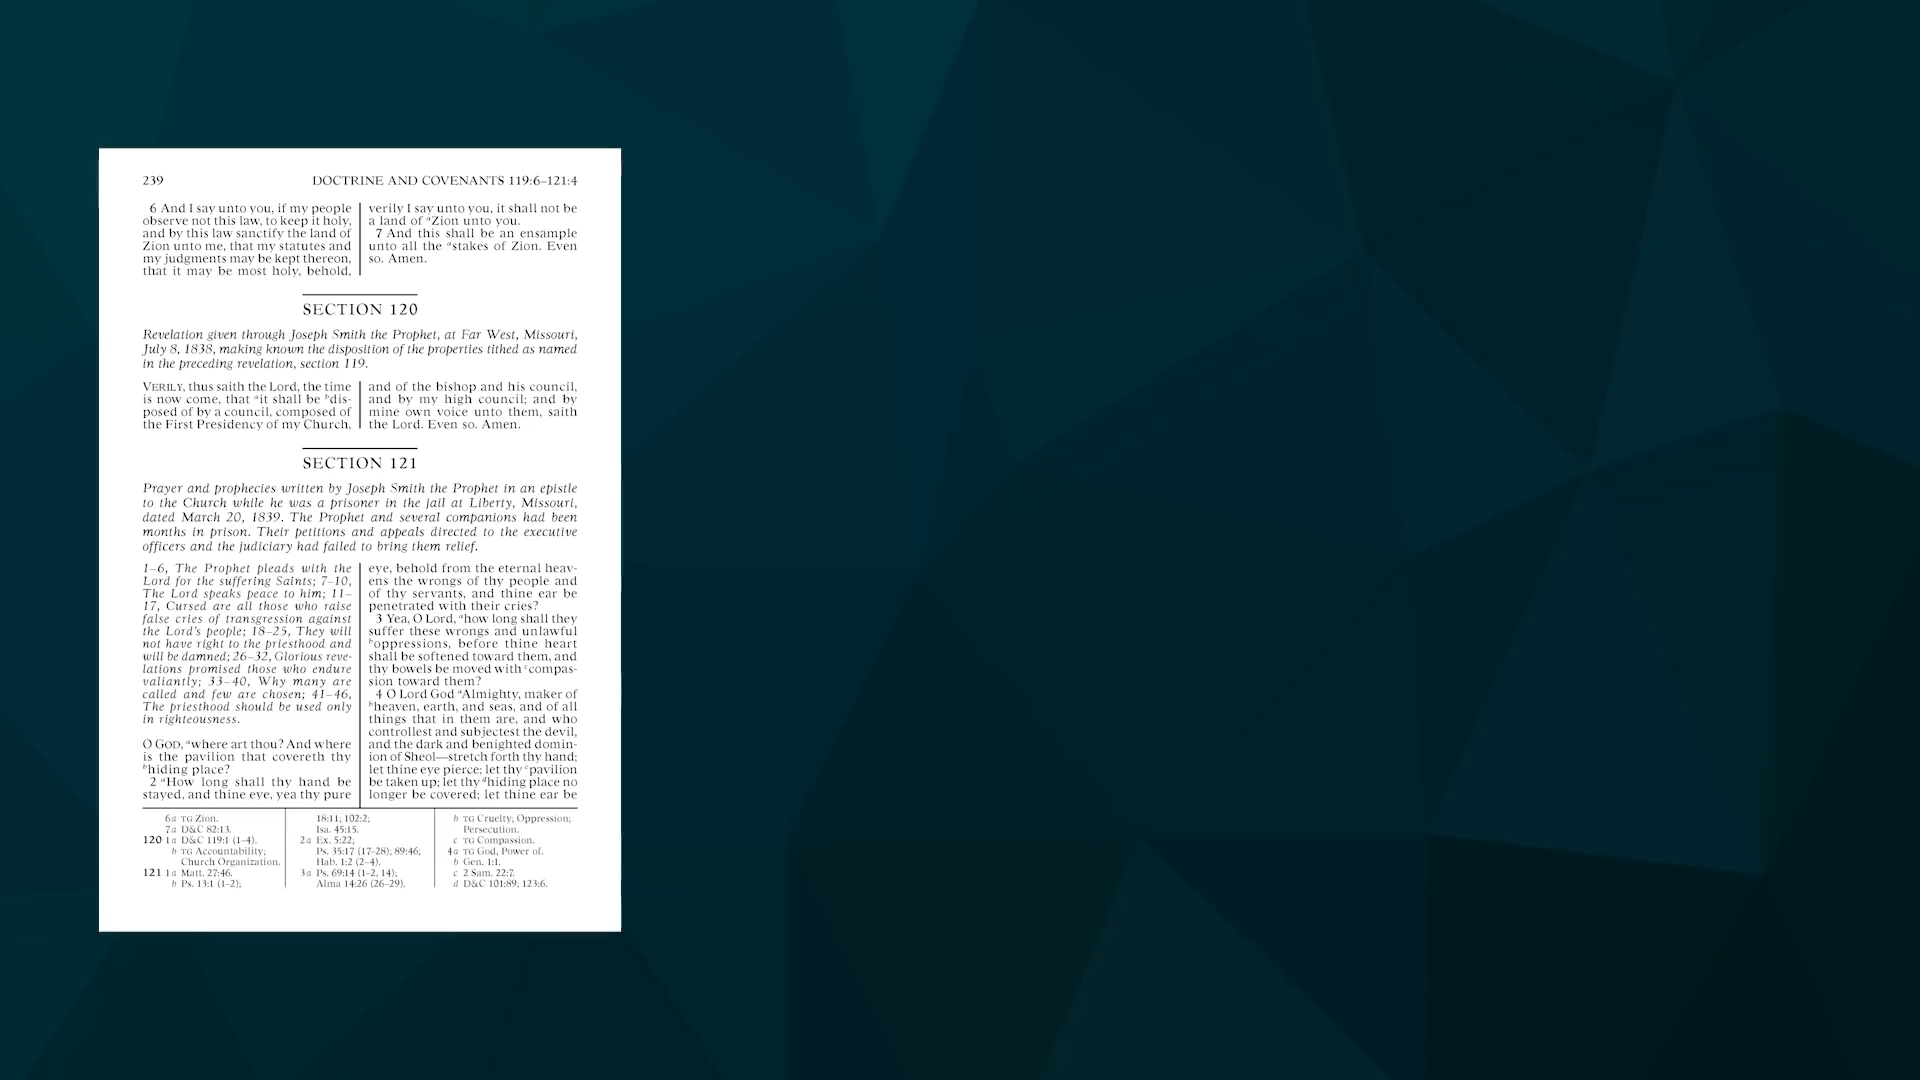 239
DOCTRINE AND COVENANTS 119:6–121:4
6 And I say unto you, if my people
observe not this law, to keep it holy,
and by this law sanctify the land of
Zion unto me, that my statutes and
my judgments may be kept thereon,
that it may be most holy, behold,
verily I say unto you, it shall not be
a land of aZion unto you.
7 And this shall be an ensample
unto all the astakes of Zion. Even
so. Amen.
SECTION 120
Revelation given through Joseph Smith the Prophet, at Far West, Missouri,
July 8, 1838, making known the disposition of the properties tithed as named
in the preceding revelation, section 119.
VERILY, thus saith the Lord, the time
is now come, that ait shall be bdis-
posed of by a council, composed of
the First Presidency of my Church,
and of the bishop and his council,
and by my high council; and by
mine own voice unto them, saith
the Lord. Even so. Amen.
SECTION 121
Prayer and prophecies written by Joseph Smith the Prophet in an epistle
to the Church while he was a prisoner in the jail at Liberty, Missouri,
dated March 20, 1839. The Prophet and several companions had been
months in prison. Their petitions and appeals directed to the executive
officers and the judiciary had failed to bring them relief.
1–6, The Prophet pleads with the
Lord for the suffering Saints; 7–10,
The Lord speaks peace to him; 11–
17, Cursed are all those who raise
false cries of transgression against
the Lord's people; 18–25, They will
not have right to the priesthood and
will be damned; 26–32, Glorious reve-
lations promised those who endure
valiantly; 33–40, Why many are
called and few are chosen; 41–46,
The priesthood should be used only
in righteousness.
O GOD, awhere art thou? And where
is the pavilion that covereth thy
bhiding place?
2 aHow long shall thy hand be
stayed, and thine eye, yea thy pure
eye, behold from the eternal heav-
ens the wrongs of thy people and
of thy servants, and thine ear be
penetrated with their cries?
3 Yea, O Lord, ahow long shall they
suffer these wrongs and unlawful
boppressions, before thine heart
shall be softened toward them, and
thy bowels be moved with ccompas-
sion toward them?
4 O Lord God aAlmighty, maker of
bheaven, earth, and seas, and of all
things that in them are, and who
controllest and subjectest the devil,
and the dark and benighted domin-
ion of Sheol—stretch forth thy hand;
let thine eye pierce; let thy cpavilion
be taken up; let thy dhiding place no
longer be covered; let thine ear be
6a TG Zion.
7a D&C 82:13.
120 1a D&C 119:1 (1–4).
b TG Accountability;
Church Organization.
121 1a Matt. 27:46.
b Ps. 13:1 (1–2);
18:11; 102:2;
Isa. 45:15.
2a Ex. 5:22;
Ps. 35:17 (17–28); 89:46;
Hab. 1:2 (2–4).
3a Ps. 69:14 (1–2, 14);
Alma 14:26 (26–29).
b TG Cruelty; Oppression;
Persecution.
c TG Compassion.
4a TG God, Power of.
b Gen. 1:1.
c 2 Sam. 22:7.
d D&C 101:89; 123:6.